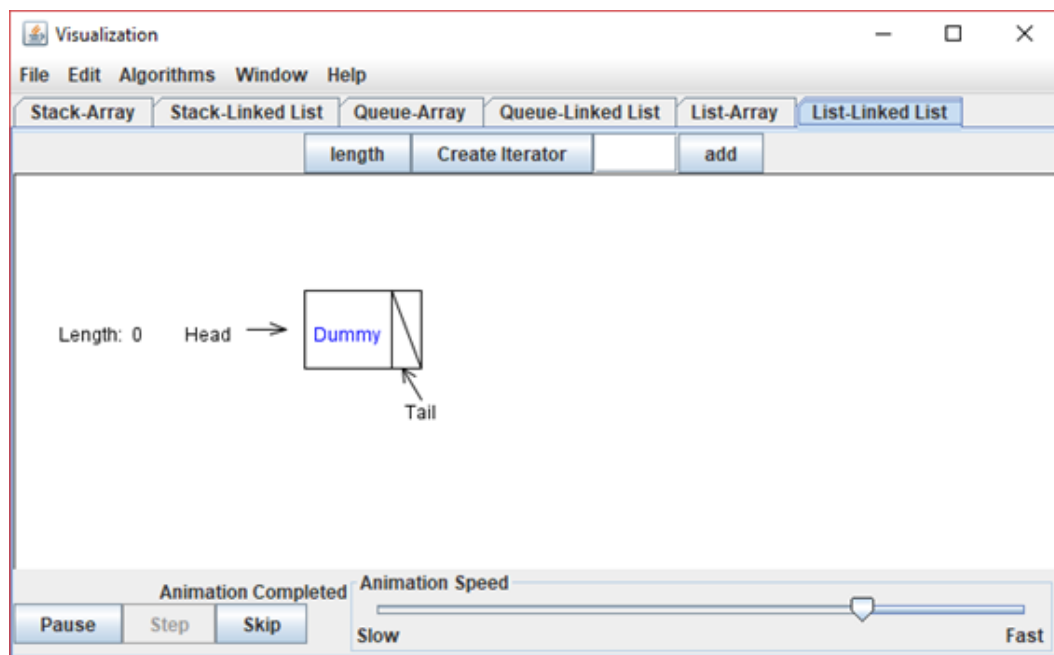 Visualization
File Edit Algorithms Window Help
Stack-Array Stack-Linked List Queue-Array Queue-Linked List List-Array List-Linked List
length Create Iterator add
Length: 0 Head Dummy
Tail
Animation Completed Animation Speed
Pause Step Skip Slow Fast